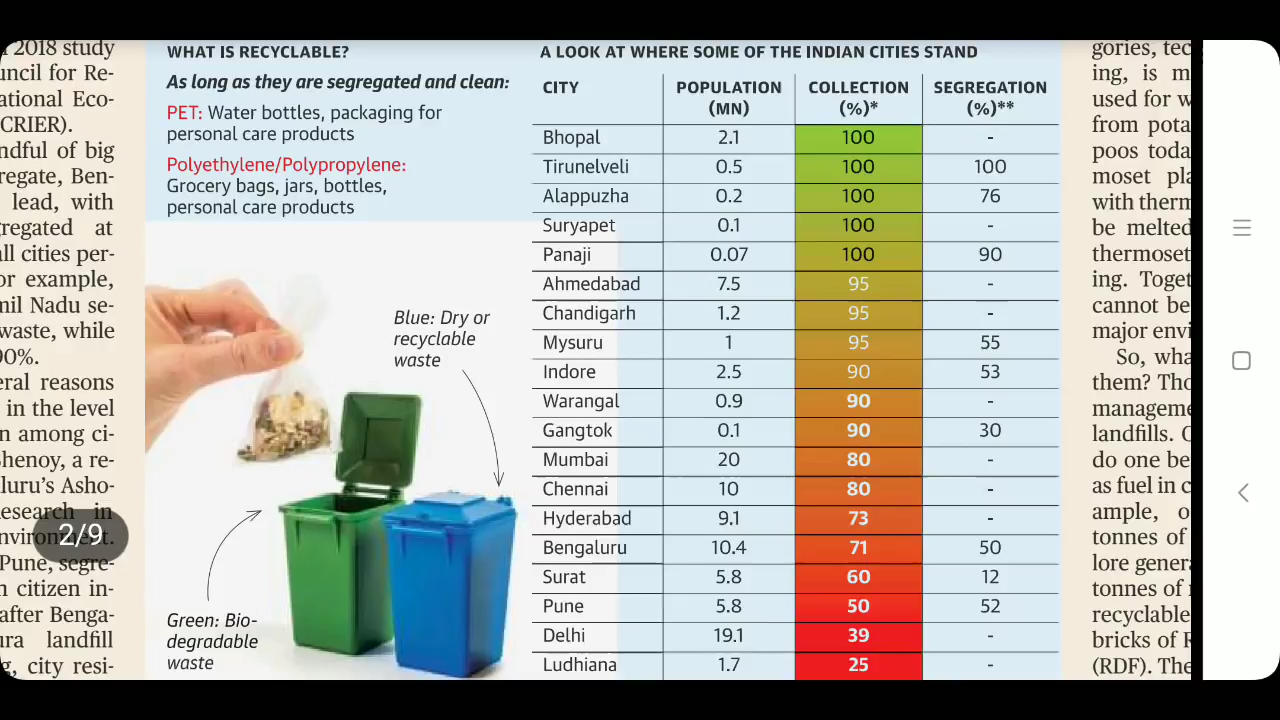 2018 study
uncil for Re-
ational Eco-
CRIER).
ndful of big
regate, Ben-
lead, with
gregated at
all cities per-
or example,
mil Nadu se-
waste, while
90%.
eral reasons
in the level
n among ci-
Shenoy, a re-
luru's Asho-
Research in
nvironment.
Pune, segre-
n citizen in-
after Benga-
ura landfill
g, city resi-
2/9
WHAT IS RECYCLABLE?
As long as they are segregated and clean:
PET: Water bottles, packaging for
personal care products
Polyethylene/Polypropylene:
Grocery bags, jars, bottles,
personal care products
Blue: Dry or
recyclable
waste
Green: Bio-
degradable
waste
A LOOK AT WHERE SOME OF THE INDIAN CITIES STAND
CITY POPULATION (MN) COLLECTION (%)* SEGREGATION (%)**
Bhopal 2.1 100 -
Tirunelveli 0.5 100 100
Alappuzha 0.2 100 76
Suryapet 0.1 100 -
Panaji 0.07 100 90
Ahmedabad 7.5 95 -
Chandigarh 1.2 95 -
Mysuru 1 95 55
Indore 2.5 90 53
Warangal 0.9 90 -
Gangtok 0.1 90 30
Mumbai 20 80 -
Chennai 10 80 -
Hyderabad 9.1 73 -
Bengaluru 10.4 71 50
Surat 5.8 60 12
Pune 5.8 50 52
Delhi 19.1 39 -
Ludhiana 1.7 25 -
gories, tec
ing, is m
used for w
from pota
poos toda
moset pla
with therm
be melted
thermoset
ing. Toget
cannot be
major envi
So, wha
them? Tho
manageme
landfills. C
do one be
as fuel in c
ample, o
tonnes of
lore genera
tonnes of r
recyclable
bricks of R
(RDF). The